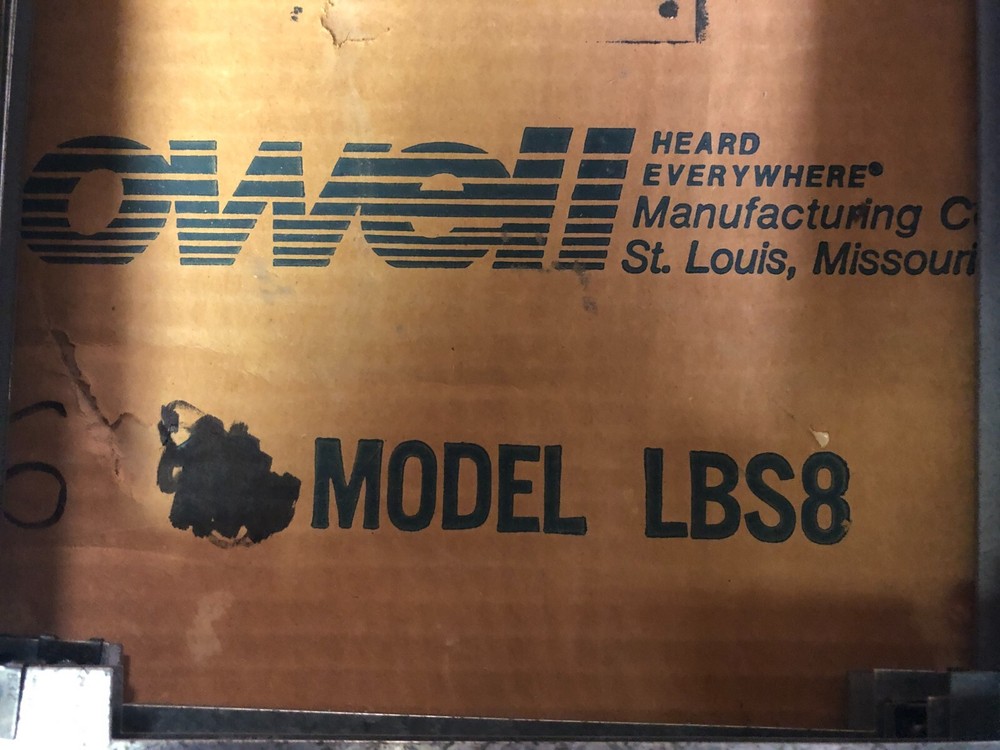 owell
HEARD
EVERYWHERE®
Manufacturing C
St. Louis, Missouri
MODEL LBS8